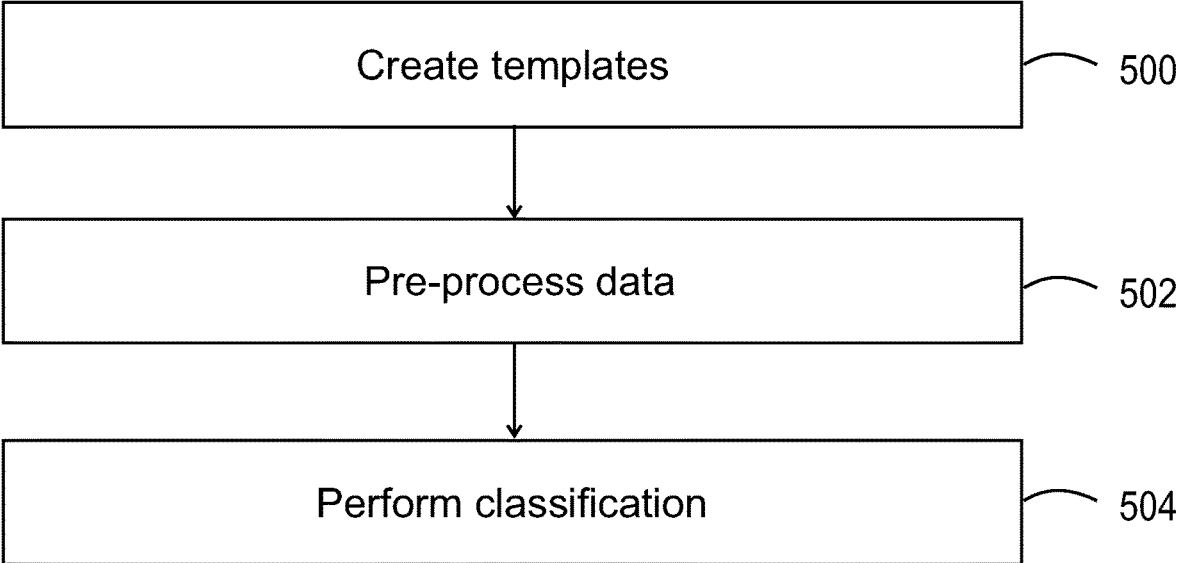 Create templates
500
Pre-process data
502
Perform classification
504